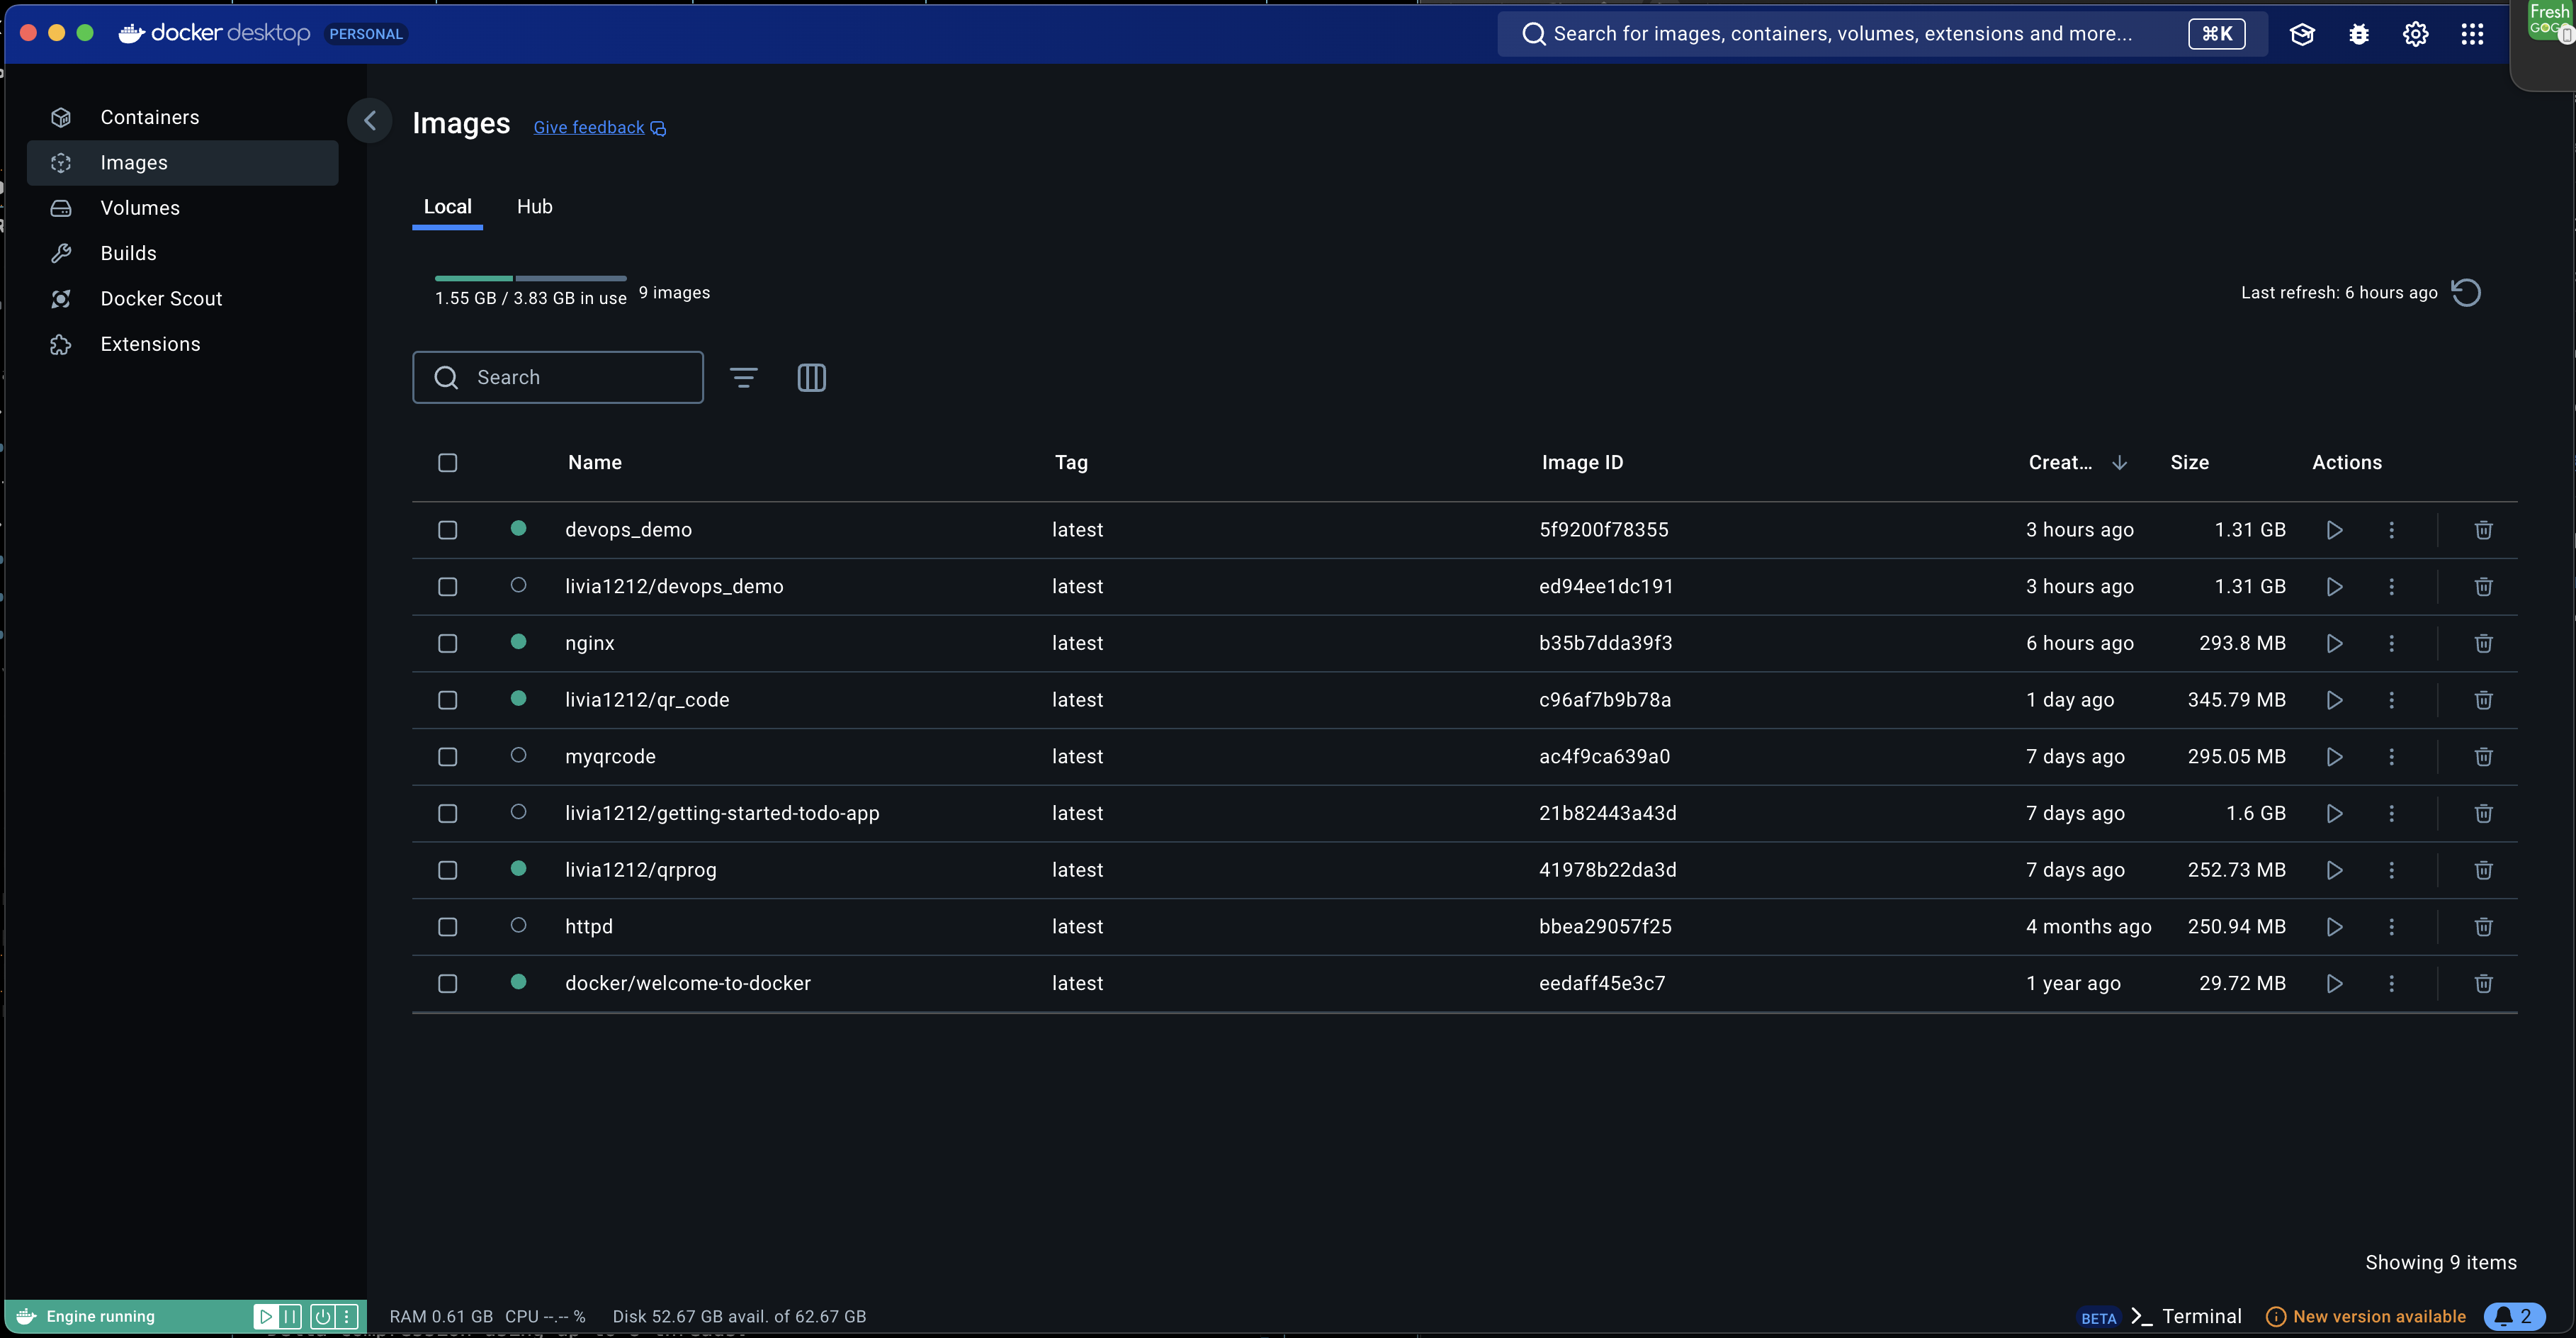 docker desktop PERSONAL
Search for images, containers, volumes, extensions and more... ⌘K
Fresh
GOGO
Containers
Images
Volumes
Builds
Docker Scout
Extensions
Images Give feedback
Local Hub
1.55 GB / 3.83 GB in use 9 images
Last refresh: 6 hours ago
Search
Name Tag Image ID Creat... Size Actions
devops_demo latest 5f9200f78355 3 hours ago 1.31 GB
livia1212/devops_demo latest ed94ee1dc191 3 hours ago 1.31 GB
nginx latest b35b7dda39f3 6 hours ago 293.8 MB
livia1212/qr_code latest c96af7b9b78a 1 day ago 345.79 MB
myqrcode latest ac4f9ca639a0 7 days ago 295.05 MB
livia1212/getting-started-todo-app latest 21b82443a43d 7 days ago 1.6 GB
livia1212/qrprog latest 41978b22da3d 7 days ago 252.73 MB
httpd latest bbea29057f25 4 months ago 250.94 MB
docker/welcome-to-docker latest eedaff45e3c7 1 year ago 29.72 MB
Showing 9 items
Engine running
RAM 0.61 GB CPU --.-- % Disk 52.67 GB avail. of 62.67 GB
BETA >_ Terminal New version available 2